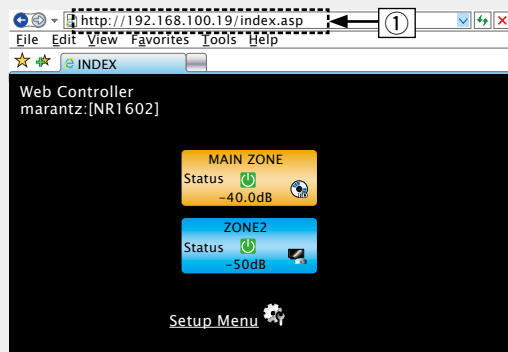 http://192.168.100.19/index.asp
①
File Edit View Favorites Tools Help
INDEX
Web Controller
marantz:[NR1602]
MAIN ZONE
Status
-40.0dB
ZONE2
Status
-50dB
Setup Menu